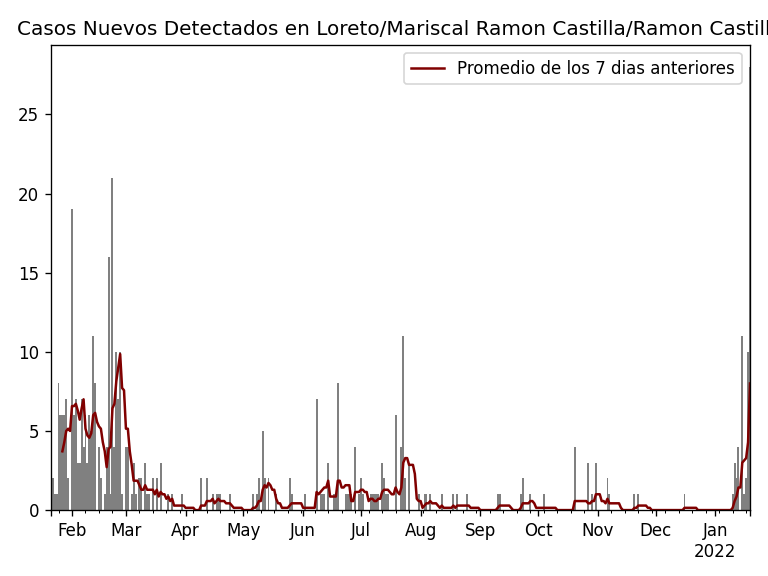 Casos Nuevos Detectados en Loreto/Mariscal Ramon Castilla/Ramon Castill
Promedio de los 7 dias anteriores
25
20
15
10
5
0
Feb Mar Apr May Jun Jul Aug Sep Oct Nov Dec Jan
2022